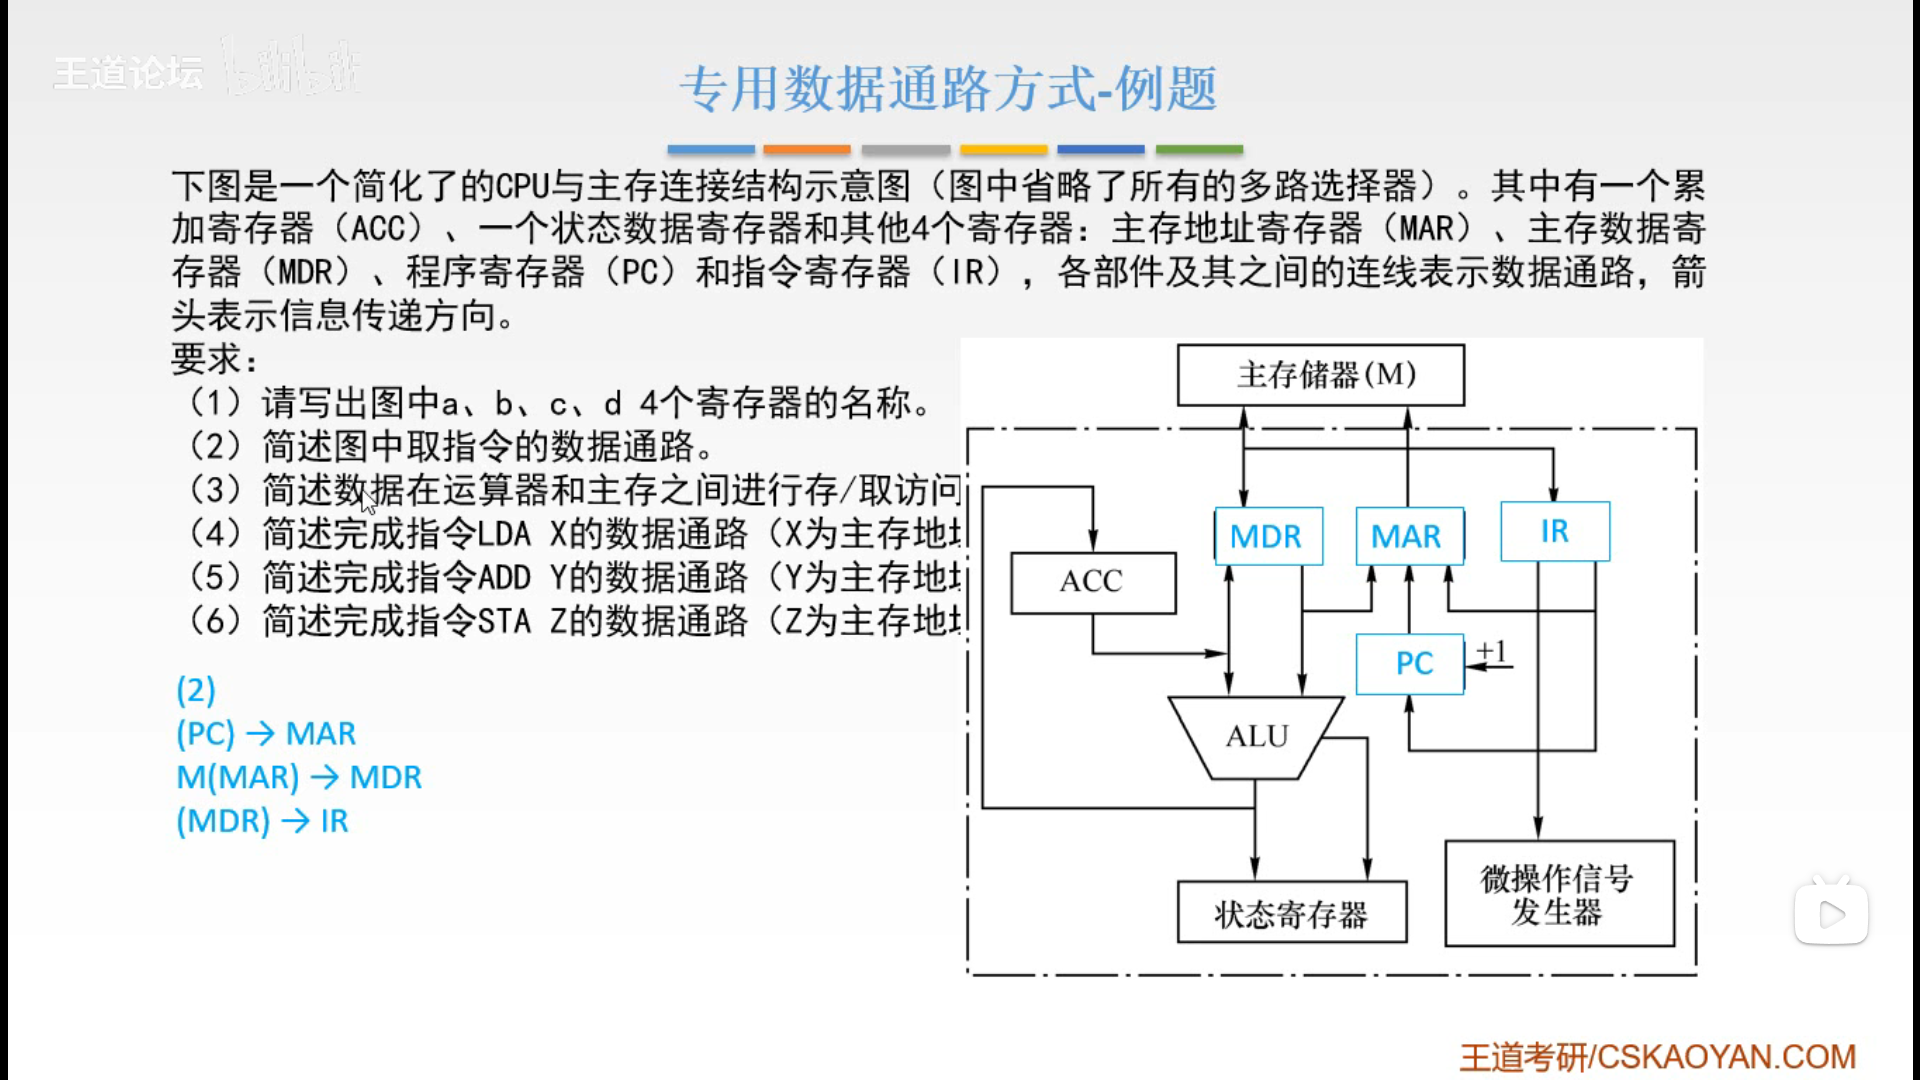 王道论坛 bilibili
专用数据通路方式-例题
下图是一个简化了的CPU与主存连接结构示意图（图中省略了所有的多路选择器）。其中有一个累
加寄存器（ACC）、一个状态数据寄存器和其他4个寄存器：主存地址寄存器（MAR）、主存数据寄
存器（MDR）、程序寄存器（PC）和指令寄存器（IR），各部件及其之间的连线表示数据通路，箭
头表示信息传递方向。
要求：
（1）请写出图中a、b、c、d 4个寄存器的名称。
（2）简述图中取指令的数据通路。
（3）简述数据在运算器和主存之间进行存/取访问
（4）简述完成指令LDA X的数据通路（X为主存地
（5）简述完成指令ADD Y的数据通路（Y为主存地
（6）简述完成指令STA Z的数据通路（Z为主存地
(2)
(PC) → MAR
M(MAR) → MDR
(MDR) → IR
主存储器(M)
MDR
MAR
IR
ACC
PC
+1
ALU
状态寄存器
微操作信号
发生器
王道考研/CSKAOYAN.COM